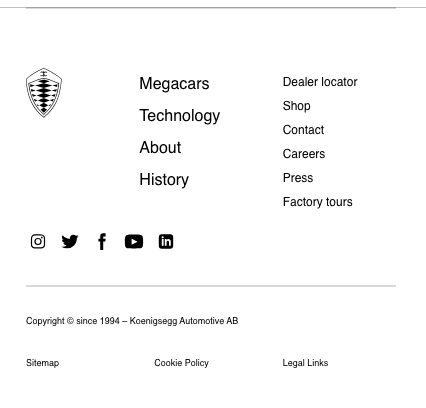 Megacars
Technology
About
History
Dealer locator
Shop
Contact
Careers
Press
Factory tours
Copyright © since 1994 – Koenigsegg Automotive AB
Sitemap
Cookie Policy
Legal Links